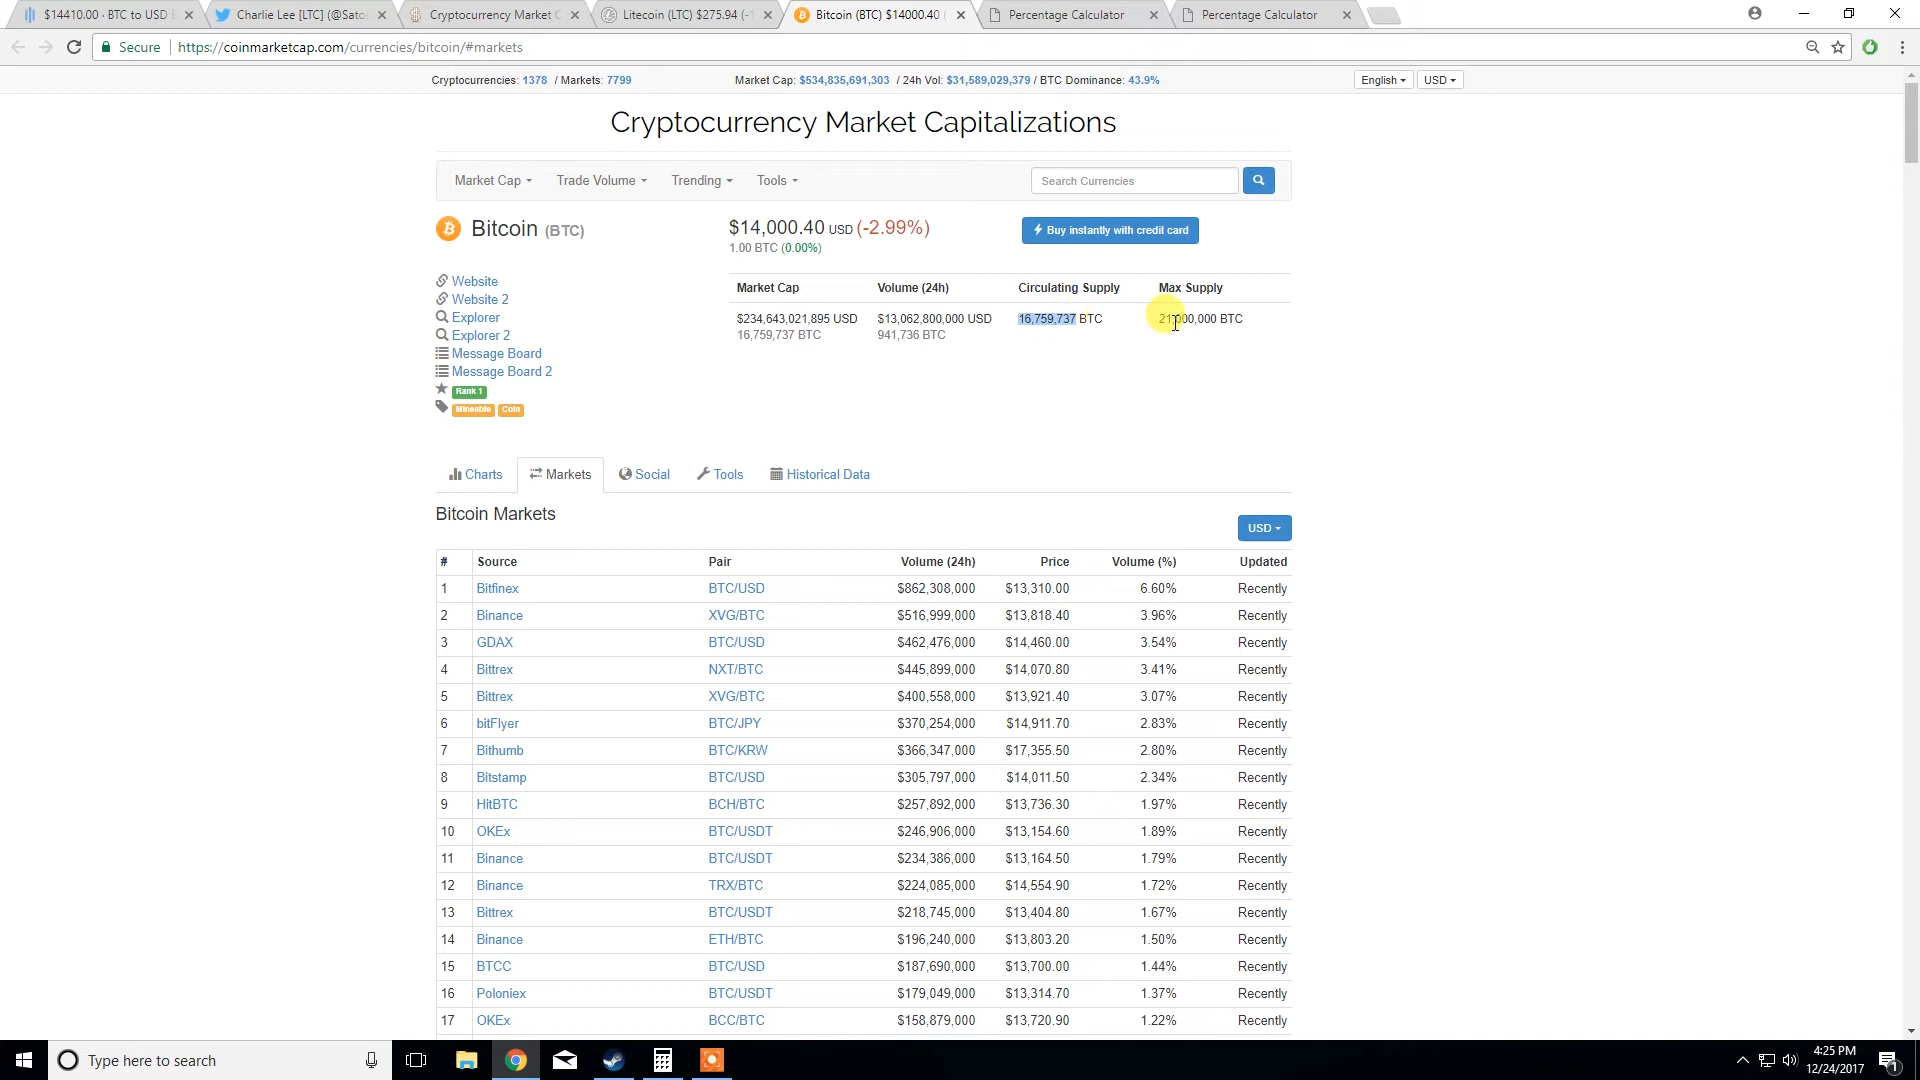 $14410.00 - BTC to USD E
Charlie Lee [LTC] (@Sato
Cryptocurrency Market C
Litecoin (LTC) $275.94 (-1
Bitcoin (BTC) $14000.40 (
Percentage Calculator
Percentage Calculator
Secure https://coinmarketcap.com/currencies/bitcoin/#markets
Cryptocurrencies: 1378 / Markets: 7799
Market Cap: $534,835,691,303 / 24h Vol: $31,589,029,379 / BTC Dominance: 43.9%
English
USD
Cryptocurrency Market Capitalizations
Market Cap
Trade Volume
Trending
Tools
Search Currencies
Bitcoin (BTC)
$14,000.40 USD (-2.99%)
1.00 BTC (0.00%)
Buy instantly with credit card
Website
Website 2
Explorer
Explorer 2
Message Board
Message Board 2
Rank 1
Mineable Coin
Market Cap Volume (24h) Circulating Supply Max Supply
$234,643,021,895 USD $13,062,800,000 USD 16,759,737 BTC 21,000,000 BTC
16,759,737 BTC 941,736 BTC
Charts Markets Social Tools Historical Data
Bitcoin Markets
USD
# Source Pair Volume (24h) Price Volume (%) Updated
1 Bitfinex BTC/USD $862,308,000 $13,310.00 6.60% Recently
2 Binance XVG/BTC $516,999,000 $13,818.40 3.96% Recently
3 GDAX BTC/USD $462,476,000 $14,460.00 3.54% Recently
4 Bittrex NXT/BTC $445,899,000 $14,070.80 3.41% Recently
5 Bittrex XVG/BTC $400,558,000 $13,921.40 3.07% Recently
6 bitFlyer BTC/JPY $370,254,000 $14,911.70 2.83% Recently
7 Bithumb BTC/KRW $366,347,000 $17,355.50 2.80% Recently
8 Bitstamp BTC/USD $305,797,000 $14,011.50 2.34% Recently
9 HitBTC BCH/BTC $257,892,000 $13,736.30 1.97% Recently
10 OKEx BTC/USDT $246,906,000 $13,154.60 1.89% Recently
11 Binance BTC/USDT $234,386,000 $13,164.50 1.79% Recently
12 Binance TRX/BTC $224,085,000 $14,554.90 1.72% Recently
13 Bittrex BTC/USDT $218,745,000 $13,404.80 1.67% Recently
14 Binance ETH/BTC $196,240,000 $13,803.20 1.50% Recently
15 BTCC BTC/USD $187,690,000 $13,700.00 1.44% Recently
16 Poloniex BTC/USDT $179,049,000 $13,314.70 1.37% Recently
17 OKEx BCC/BTC $158,879,000 $13,720.90 1.22% Recently
Type here to search
4:25 PM
12/24/2017
1